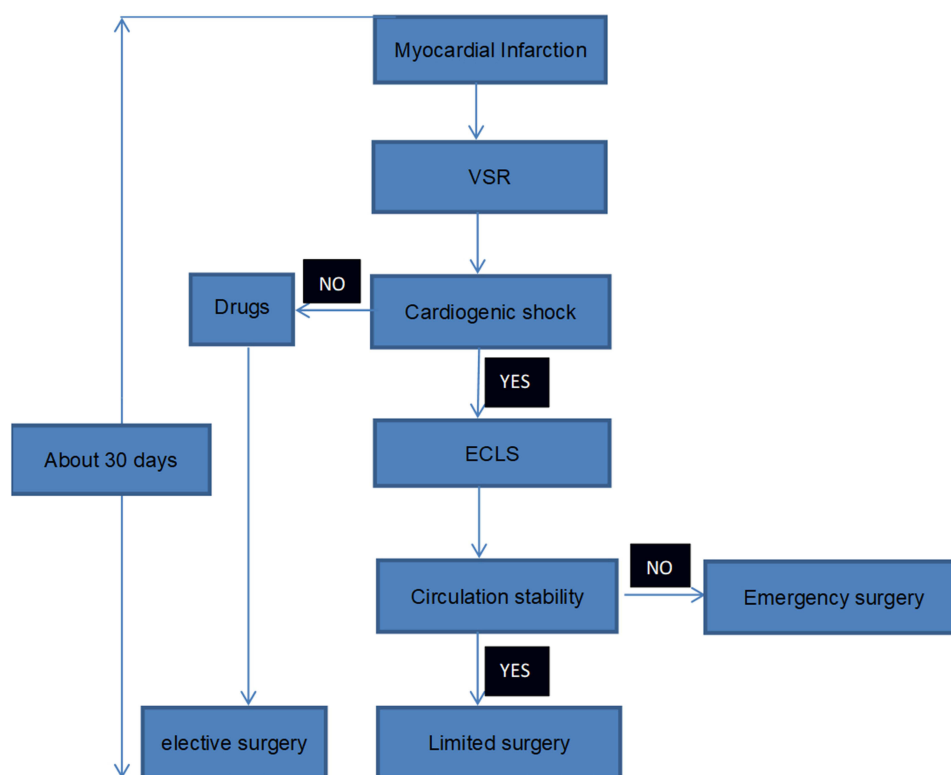 Myocardial Infarction
VSR
NO
Drugs
Cardiogenic shock
YES
About 30 days
ECLS
NO
Circulation stability
Emergency surgery
YES
elective surgery
Limited surgery